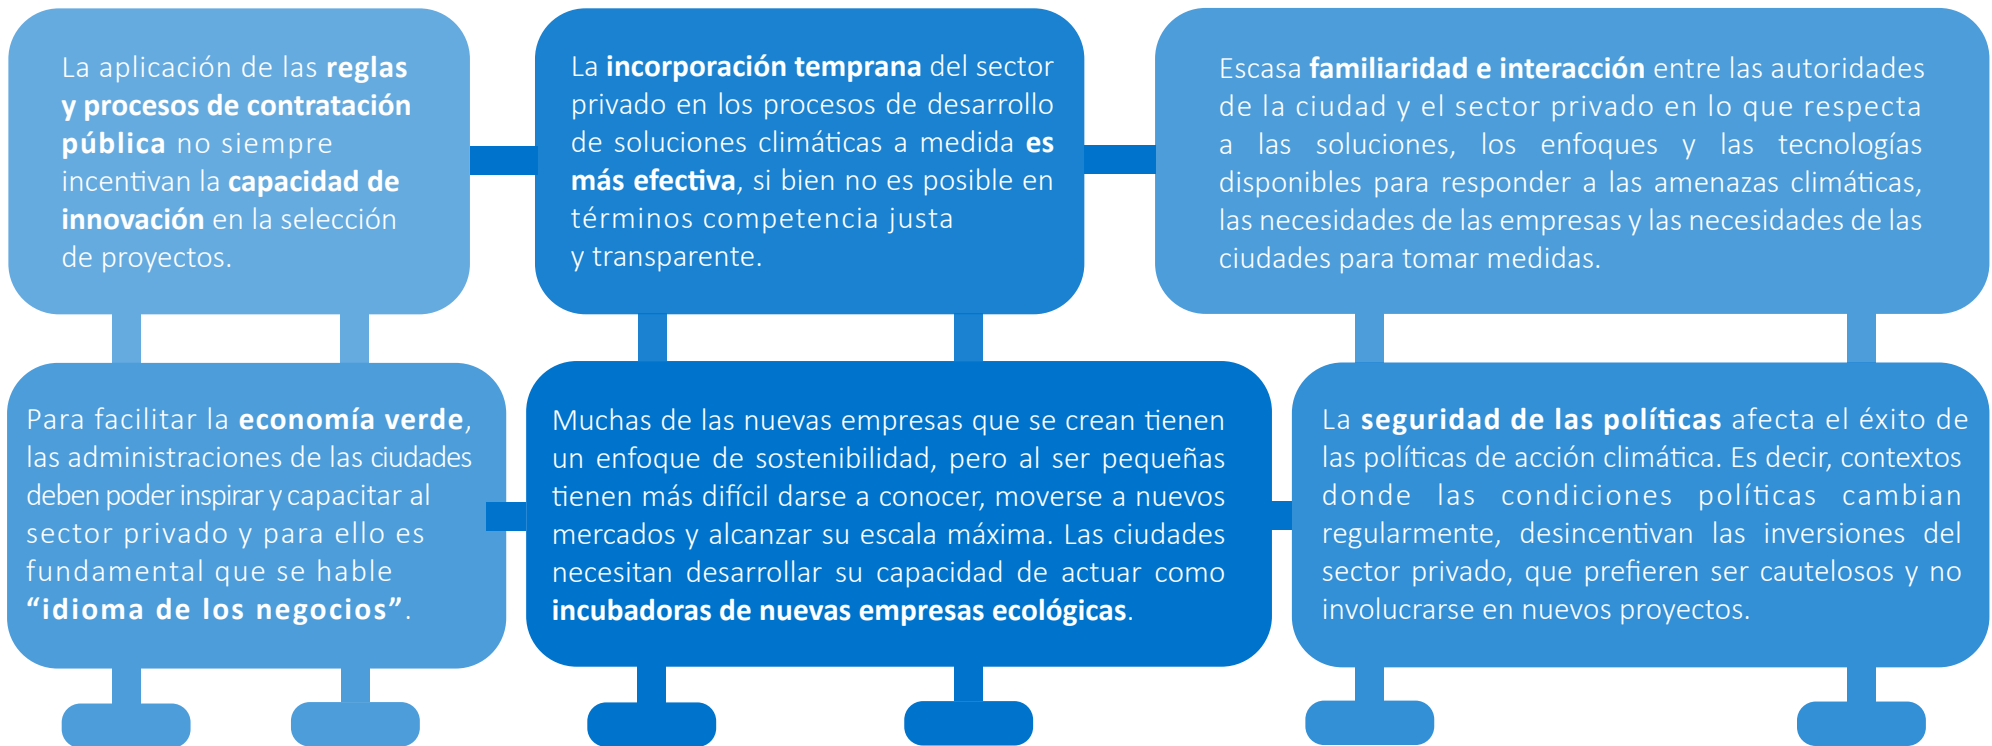 La aplicación de las reglas
y procesos de contratación
pública no siempre
incentivan la capacidad de
innovación en la selección
de proyectos.
La incorporación temprana del sector
privado en los procesos de desarrollo
de soluciones climáticas a medida es
más efectiva, si bien no es posible en
términos competencia justa
y transparente.
Escasa familiaridad e interacción entre las autoridades
de la ciudad y el sector privado en lo que respecta
a las soluciones, los enfoques y las tecnologías
disponibles para responder a las amenazas climáticas,
las necesidades de las empresas y las necesidades de las
ciudades para tomar medidas.
Para facilitar la economía verde,
las administraciones de las ciudades
deben poder inspirar y capacitar al
sector privado y para ello es
fundamental que se hable
“idioma de los negocios”.
Muchas de las nuevas empresas que se crean tienen
un enfoque de sostenibilidad, pero al ser pequeñas
tienen más difícil darse a conocer, moverse a nuevos
mercados y alcanzar su escala máxima. Las ciudades
necesitan desarrollar su capacidad de actuar como
incubadoras de nuevas empresas ecológicas.
La seguridad de las políticas afecta el éxito de
las políticas de acción climática. Es decir, contextos
donde las condiciones políticas cambian
regularmente, desincentivan las inversiones del
sector privado, que prefieren ser cautelosos y no
involucrarse en nuevos proyectos.